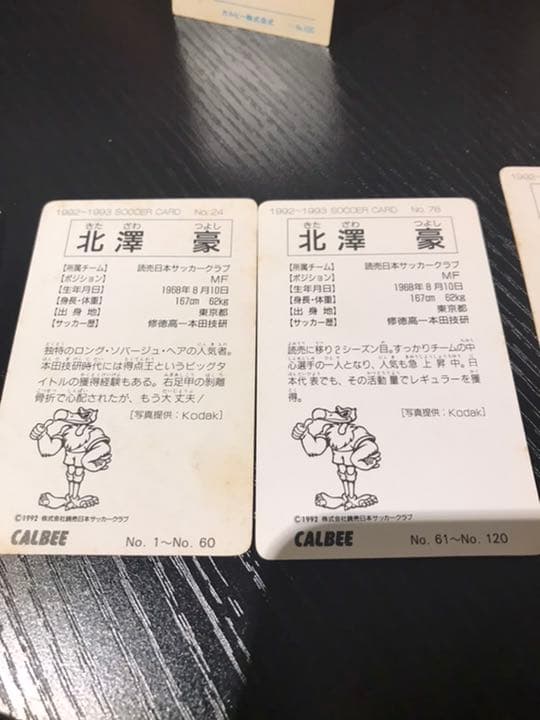 カルビー株式会社
1992~1993 SOCCER CARD No.24
きた ざわ つよし
北澤 豪
【所属チーム】 読売日本サッカークラブ
【ポジション】 MF
【生年月日】 1968年8月10日
【身長・体重】 167cm 62kg
【出身地】 東京都
【サッカー歴】 修徳高ー本田技研
独特のロング・ソバージュ・ヘアの人気者。
本田技研時代には得点王というビッグタ
イトルの獲得経験もある。右足甲の剥離
骨折で心配されたが、もう大丈夫!
[写真提供:Kodak]
©1992 株式会社読売日本サッカークラブ
CALBEE No. 1~No. 60
1992~1993 SOCCER CARD No.78
きた ざわ つよし
北澤 豪
【所属チーム】 読売日本サッカークラブ
【ポジション】 MF
【生年月日】 1968年8月10日
【身長・体重】 167cm 62kg
【出身地】 東京都
【サッカー歴】 修徳高ー本田技研
読売に移り2シーズン目。すっかりチームの中
心選手の一人となり、人気も急上昇中。日
本代表でも、その活動量でレギュラーを獲
得。
[写真提供:Kodak]
©1992 株式会社読売日本サッカークラブ
CALBEE No. 61~No. 120